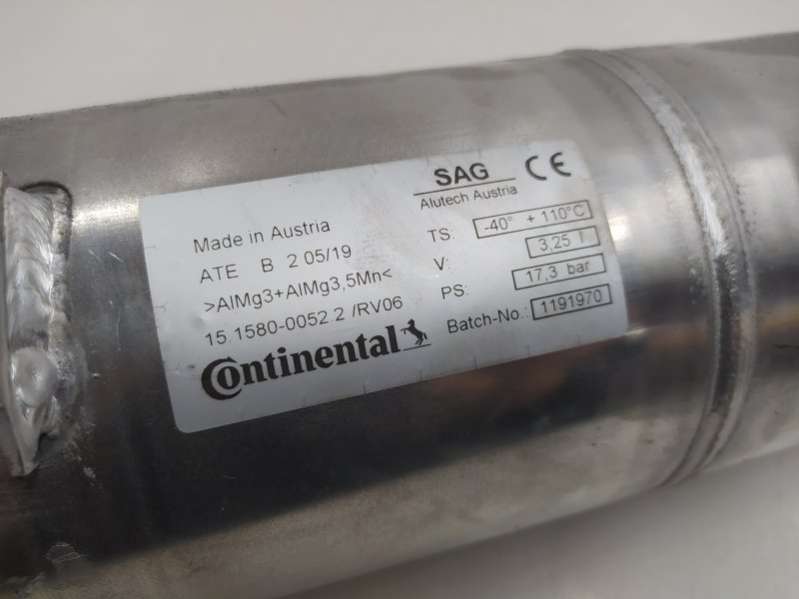 Made in Austria
ATE B 2 05/19
>AlMg3+AlMg3,5Mn<
15.1580-0052.2 /RV06
Continental
SAG CE
Alutech Austria
TS: -40° + 110°C
V: 3,25 l
PS: 17,3 bar
Batch-No.: 1191970